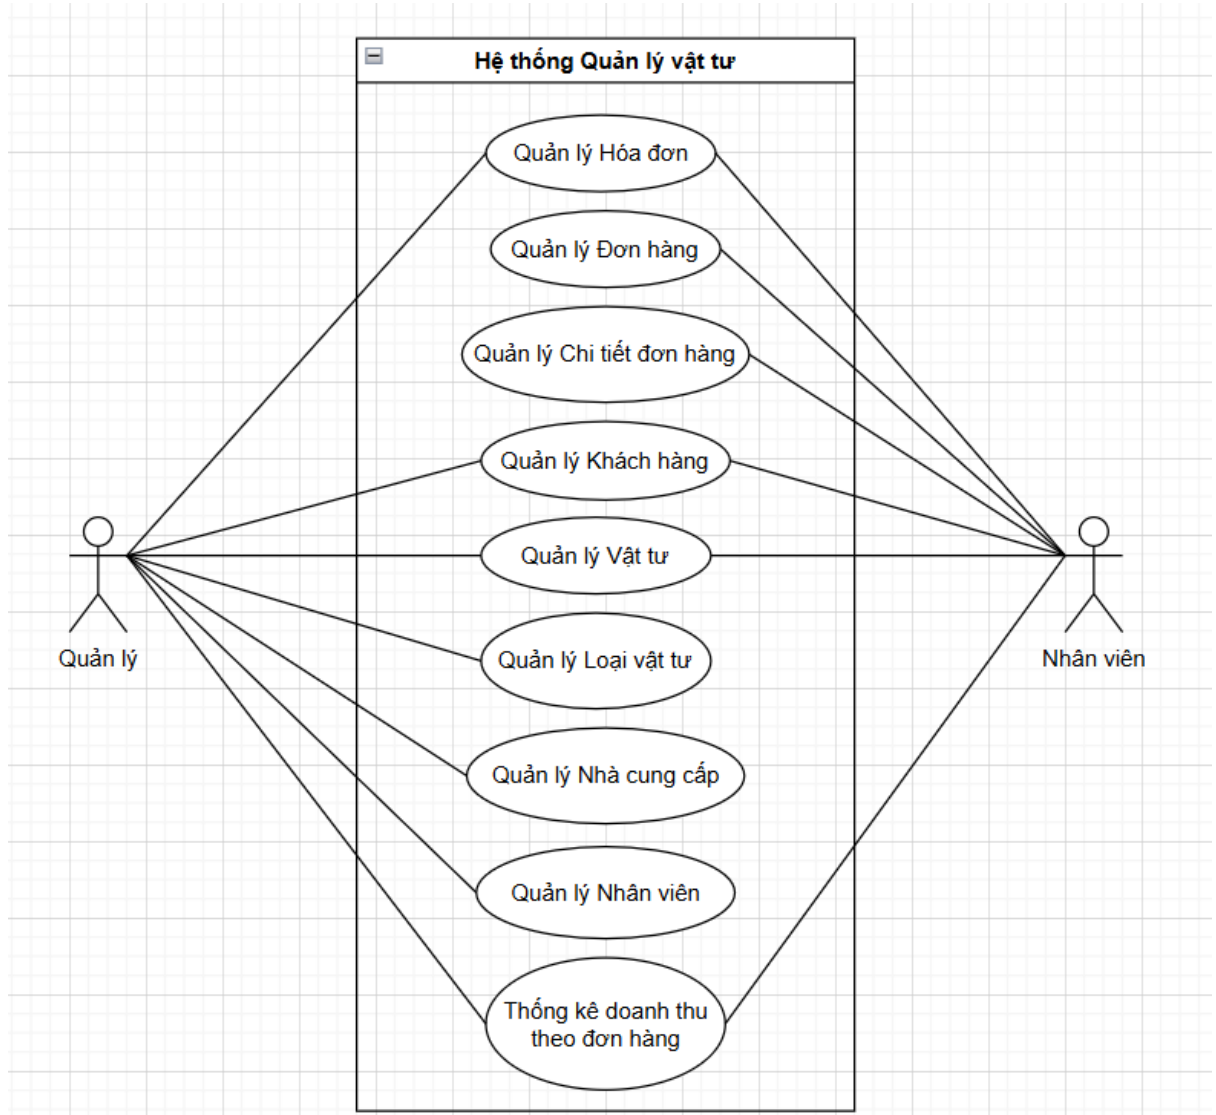 Hệ thống Quản lý vật tư
Quản lý Hóa đơn
Quản lý Đơn hàng
Quản lý Chi tiết đơn hàng
Quản lý Khách hàng
Quản lý Vật tư
Quản lý Loại vật tư
Quản lý
Nhân viên
Quản lý Nhà cung cấp
Quản lý Nhân viên
Thống kê doanh thu
theo đơn hàng